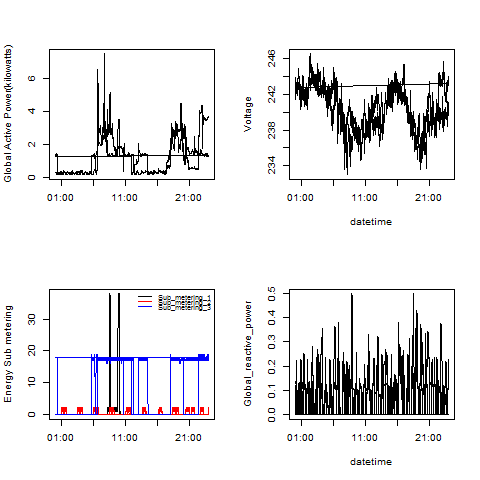 Global Active Power(kilowatts)
0 2 4 6
01:00 11:00 21:00
Voltage
234 238 242 246
01:00 11:00 21:00
datetime
Energy Sub metering
0 10 20 30
01:00 11:00 21:00
Sub_metering_1
Sub_metering_2
Sub_metering_3
Global_reactive_power
0.0 0.1 0.2 0.3 0.4 0.5
01:00 11:00 21:00
datetime